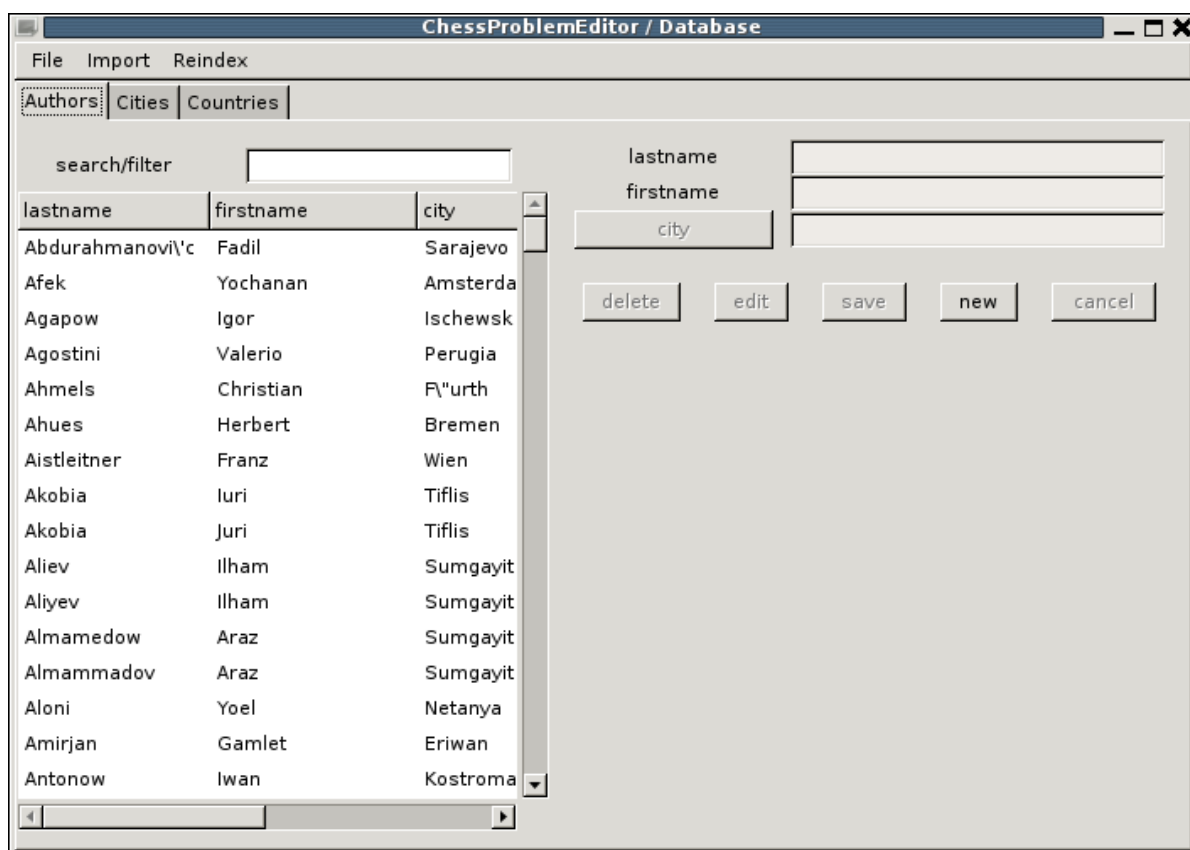 ChessProblemEditor / Database
File Import Reindex
Authors Cities Countries
search/filter
lastname firstname city
Abdurahmanovi\'c Fadil Sarajevo
Afek Yochanan Amsterda
Agapow Igor Ischewsk
Agostini Valerio Perugia
Ahmels Christian F\"urth
Ahues Herbert Bremen
Aistleitner Franz Wien
Akobia Iuri Tiflis
Akobia Juri Tiflis
Aliev Ilham Sumgayit
Aliyev Ilham Sumgayit
Almamedow Araz Sumgayit
Almammadov Araz Sumgayit
Aloni Yoel Netanya
Amirjan Gamlet Eriwan
Antonow Iwan Kostroma
lastname
firstname
city
delete edit save new cancel